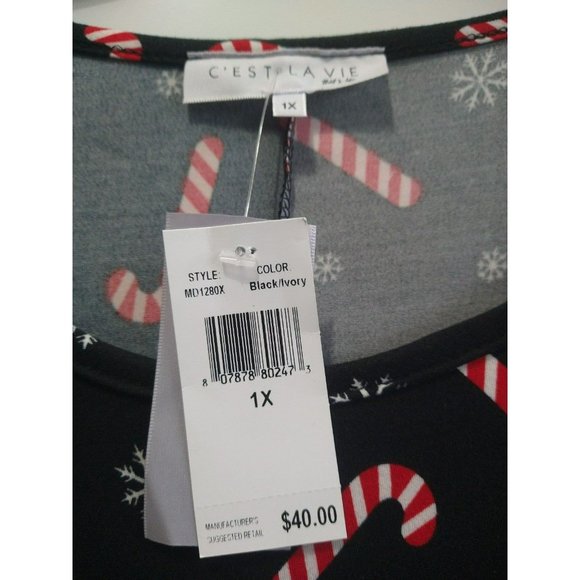 C'EST LA VIE
1X
STYLE:
COLOR:
MD1280X
Black/Ivory
8 07878 80247 3
1X
MANUFACTURER'S
SUGGESTED RETAIL
$40.00